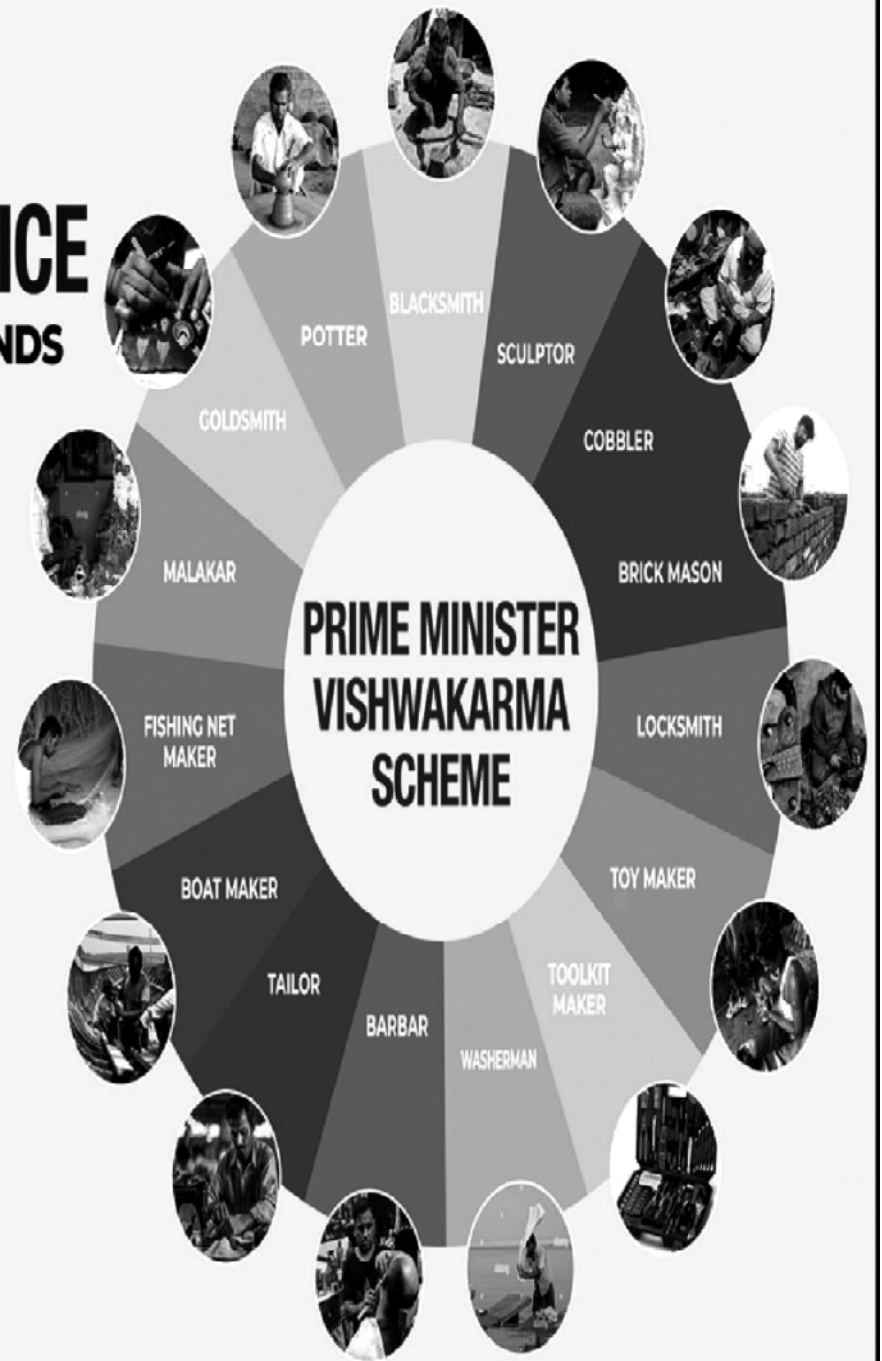 ICE
NDS
BLACKSMITH
SCULPTOR
COBBLER
BRICK MASON
LOCKSMITH
TOY MAKER
TOOLKIT
MAKER
WASHERMAN
BARBAR
TAILOR
BOAT MAKER
FISHING NET
MAKER
MALAKAR
GOLDSMITH
POTTER
PRIME MINISTER
VISHWAKARMA
SCHEME